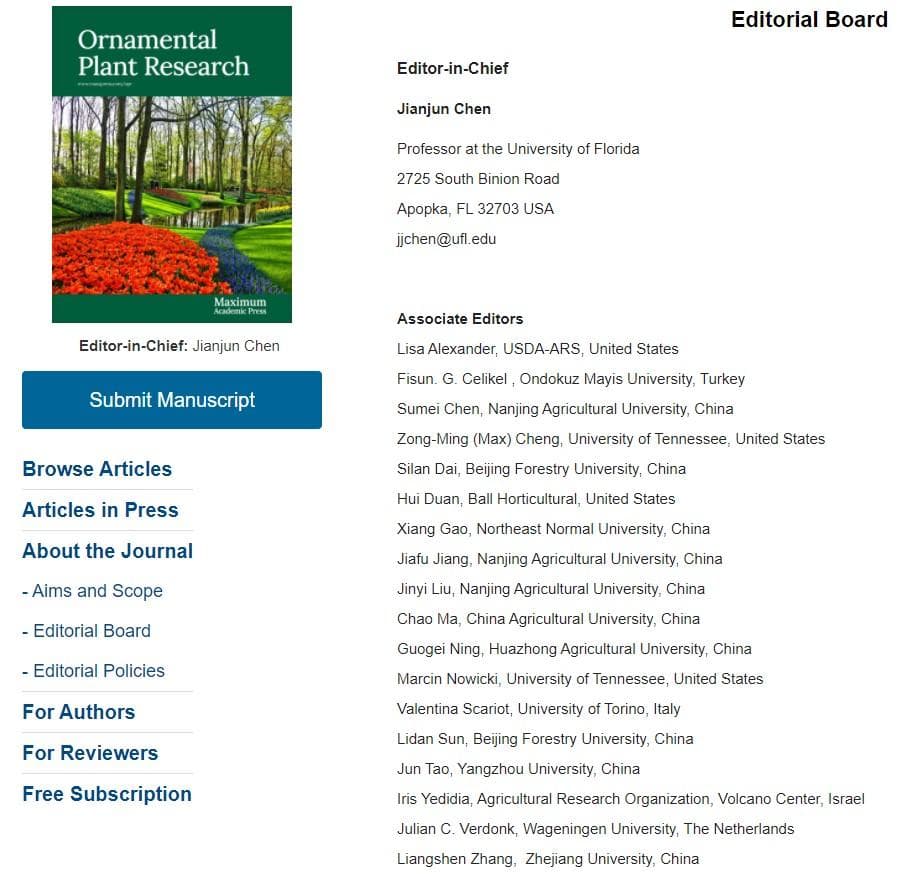 Ornamental
Plant Research
Maximum
Academic Press
Editor-in-Chief: Jianjun Chen
Submit Manuscript
Browse Articles
Articles in Press
About the Journal
- Aims and Scope
- Editorial Board
- Editorial Policies
For Authors
For Reviewers
Free Subscription
Editorial Board
Editor-in-Chief
Jianjun Chen
Professor at the University of Florida
2725 South Binion Road
Apopka, FL 32703 USA
jjchen@ufl.edu
Associate Editors
Lisa Alexander, USDA-ARS, United States
Fisun. G. Celikel , Ondokuz Mayis University, Turkey
Sumei Chen, Nanjing Agricultural University, China
Zong-Ming (Max) Cheng, University of Tennessee, United States
Silan Dai, Beijing Forestry University, China
Hui Duan, Ball Horticultural, United States
Xiang Gao, Northeast Normal University, China
Jiafu Jiang, Nanjing Agricultural University, China
Jinyi Liu, Nanjing Agricultural University, China
Chao Ma, China Agricultural University, China
Guogei Ning, Huazhong Agricultural University, China
Marcin Nowicki, University of Tennessee, United States
Valentina Scariot, University of Torino, Italy
Lidan Sun, Beijing Forestry University, China
Jun Tao, Yangzhou University, China
Iris Yedidia, Agricultural Research Organization, Volcano Center, Israel
Julian C. Verdonk, Wageningen University, The Netherlands
Liangshen Zhang,  Zhejiang University, China